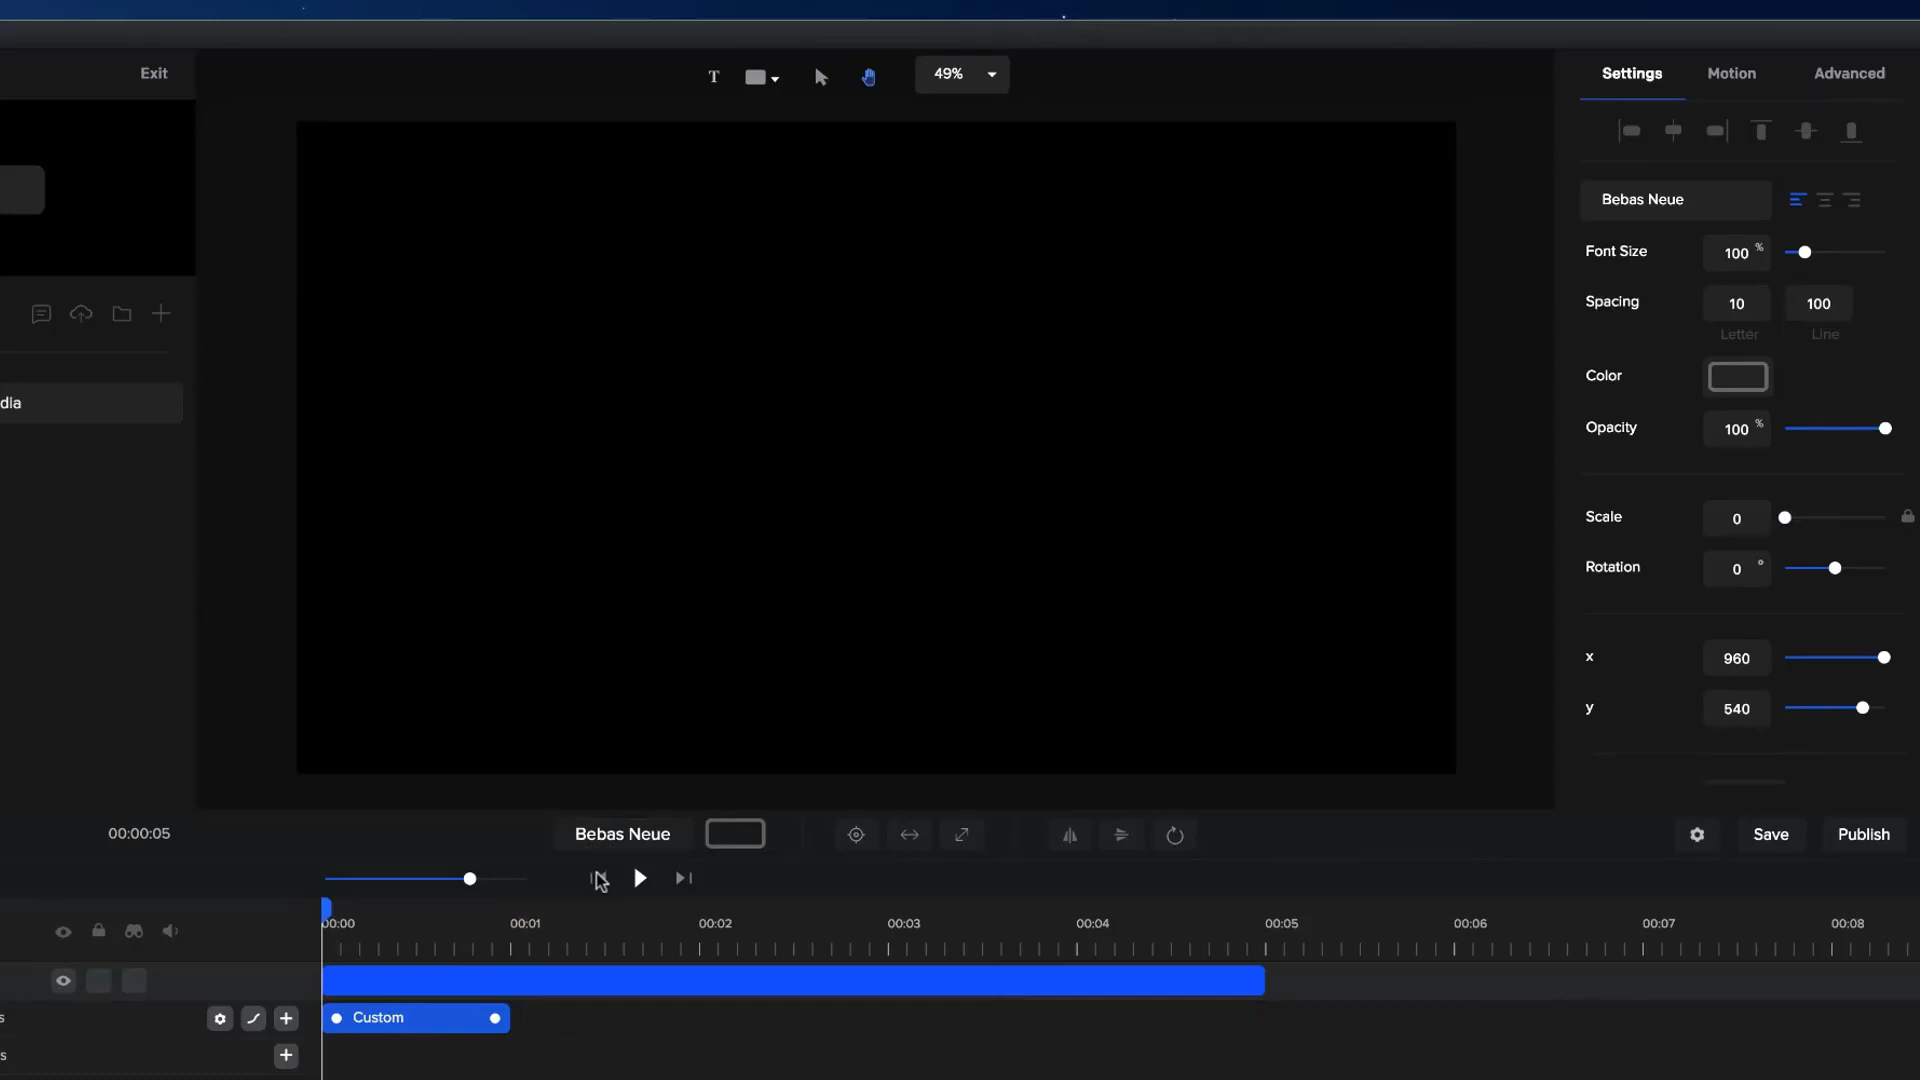 Exit
T
49%
Settings
Motion
Advanced
Bebas Neue
Font Size
100 %
Spacing
10
100
Letter
Line
dia
Color
Opacity
100 %
Scale
0
Rotation
0 °
x
960
y
540
00:00:05
Bebas Neue
Save
Publish
00:00
00:01
00:02
00:03
00:04
00:05
00:06
00:07
00:08
s
Custom
s